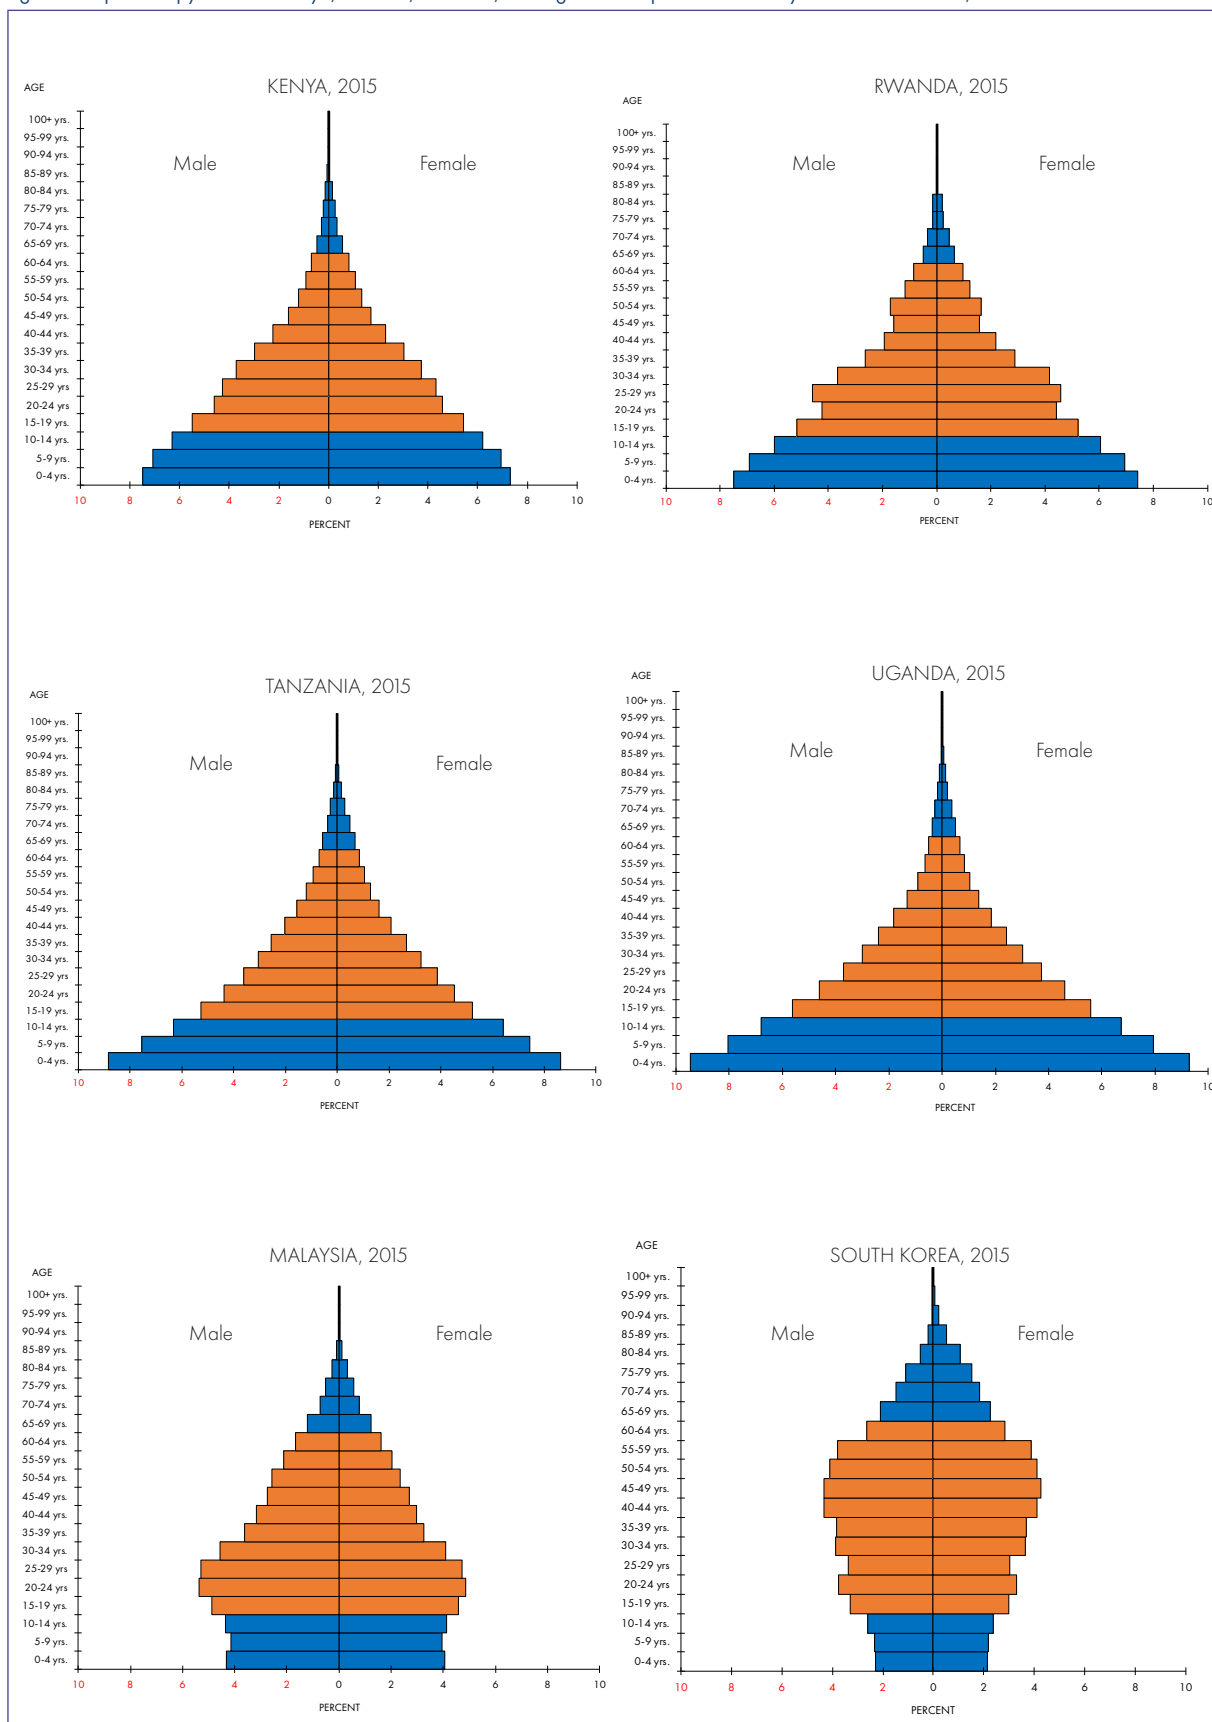 KENYA, 2015
AGE
Male Female
100+ yrs.
95-99 yrs.
90-94 yrs.
85-89 yrs.
80-84 yrs.
75-79 yrs.
70-74 yrs.
65-69 yrs.
60-64 yrs.
55-59 yrs.
50-54 yrs.
45-49 yrs.
40-44 yrs.
35-39 yrs.
30-34 yrs.
25-29 yrs
20-24 yrs
15-19 yrs.
10-14 yrs.
5-9 yrs.
0-4 yrs.
10 8 6 4 2 0 2 4 6 8 10
PERCENT
RWANDA, 2015
AGE
Male Female
100+ yrs.
95-99 yrs.
90-94 yrs.
85-89 yrs.
80-84 yrs.
75-79 yrs.
70-74 yrs.
65-69 yrs.
60-64 yrs.
55-59 yrs.
50-54 yrs.
45-49 yrs.
40-44 yrs.
35-39 yrs.
30-34 yrs.
25-29 yrs
20-24 yrs
15-19 yrs.
10-14 yrs.
5-9 yrs.
0-4 yrs.
10 8 6 4 2 0 2 4 6 8 10
PERCENT
TANZANIA, 2015
AGE
Male Female
100+ yrs.
95-99 yrs.
90-94 yrs.
85-89 yrs.
80-84 yrs.
75-79 yrs.
70-74 yrs.
65-69 yrs.
60-64 yrs.
55-59 yrs.
50-54 yrs.
45-49 yrs.
40-44 yrs.
35-39 yrs.
30-34 yrs.
25-29 yrs
20-24 yrs
15-19 yrs.
10-14 yrs.
5-9 yrs.
0-4 yrs.
10 8 6 4 2 0 2 4 6 8 10
PERCENT
UGANDA, 2015
AGE
Male Female
100+ yrs.
95-99 yrs.
90-94 yrs.
85-89 yrs.
80-84 yrs.
75-79 yrs.
70-74 yrs.
65-69 yrs.
60-64 yrs.
55-59 yrs.
50-54 yrs.
45-49 yrs.
40-44 yrs.
35-39 yrs.
30-34 yrs.
25-29 yrs
20-24 yrs
15-19 yrs.
10-14 yrs.
5-9 yrs.
0-4 yrs.
10 8 6 4 2 0 2 4 6 8 10
PERCENT
MALAYSIA, 2015
AGE
Male Female
100+ yrs.
95-99 yrs.
90-94 yrs.
85-89 yrs.
80-84 yrs.
75-79 yrs.
70-74 yrs.
65-69 yrs.
60-64 yrs.
55-59 yrs.
50-54 yrs.
45-49 yrs.
40-44 yrs.
35-39 yrs.
30-34 yrs.
25-29 yrs
20-24 yrs
15-19 yrs.
10-14 yrs.
5-9 yrs.
0-4 yrs.
10 8 6 4 2 0 2 4 6 8 10
PERCENT
SOUTH KOREA, 2015
AGE
Male Female
100+ yrs.
95-99 yrs.
90-94 yrs.
85-89 yrs.
80-84 yrs.
75-79 yrs.
70-74 yrs.
65-69 yrs.
60-64 yrs.
55-59 yrs.
50-54 yrs.
45-49 yrs.
40-44 yrs.
35-39 yrs.
30-34 yrs.
25-29 yrs
20-24 yrs
15-19 yrs.
10-14 yrs.
5-9 yrs.
0-4 yrs.
10 8 6 4 2 0 2 4 6 8 10
PERCENT